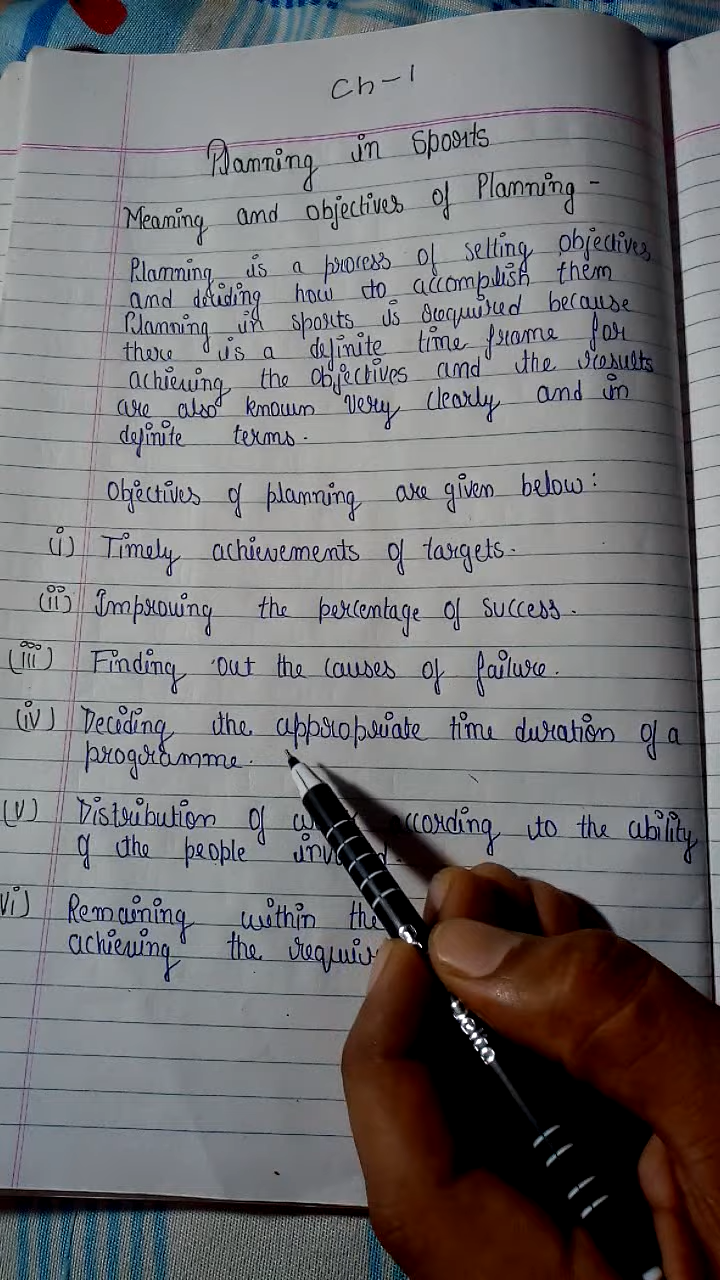 Ch-1
Planning in Sports
Meaning and objectives of Planning -
Planning is a process of setting objectives
and deciding how to accomplish them
Planning in sports is required because
there is a definite time frame for
achieving the objectives and the results
are also known very clearly and in
definite terms.
Objectives of planning are given below:
(i) Timely achievements of targets.
(ii) Improving the percentage of success.
(iii) Finding out the causes of failure.
(iv) Deciding the appropriate time duration of a
programme.
(v) Distribution of according to the ability
of the people
vi) Remaining within the
achieving the